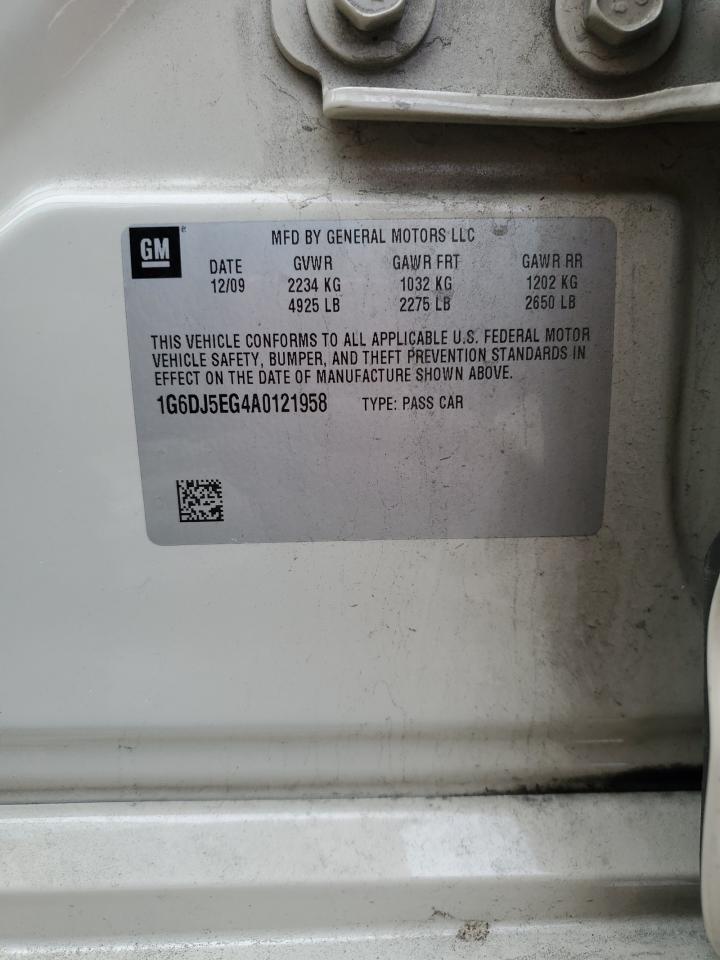 GM
MFD BY GENERAL MOTORS LLC
DATE GVWR GAWR FRT GAWR RR
12/09 2234 KG 1032 KG 1202 KG
4925 LB 2275 LB 2650 LB
THIS VEHICLE CONFORMS TO ALL APPLICABLE U.S. FEDERAL MOTOR
VEHICLE SAFETY, BUMPER, AND THEFT PREVENTION STANDARDS IN
EFFECT ON THE DATE OF MANUFACTURE SHOWN ABOVE.
1G6DJ5EG4A0121958 TYPE: PASS CAR